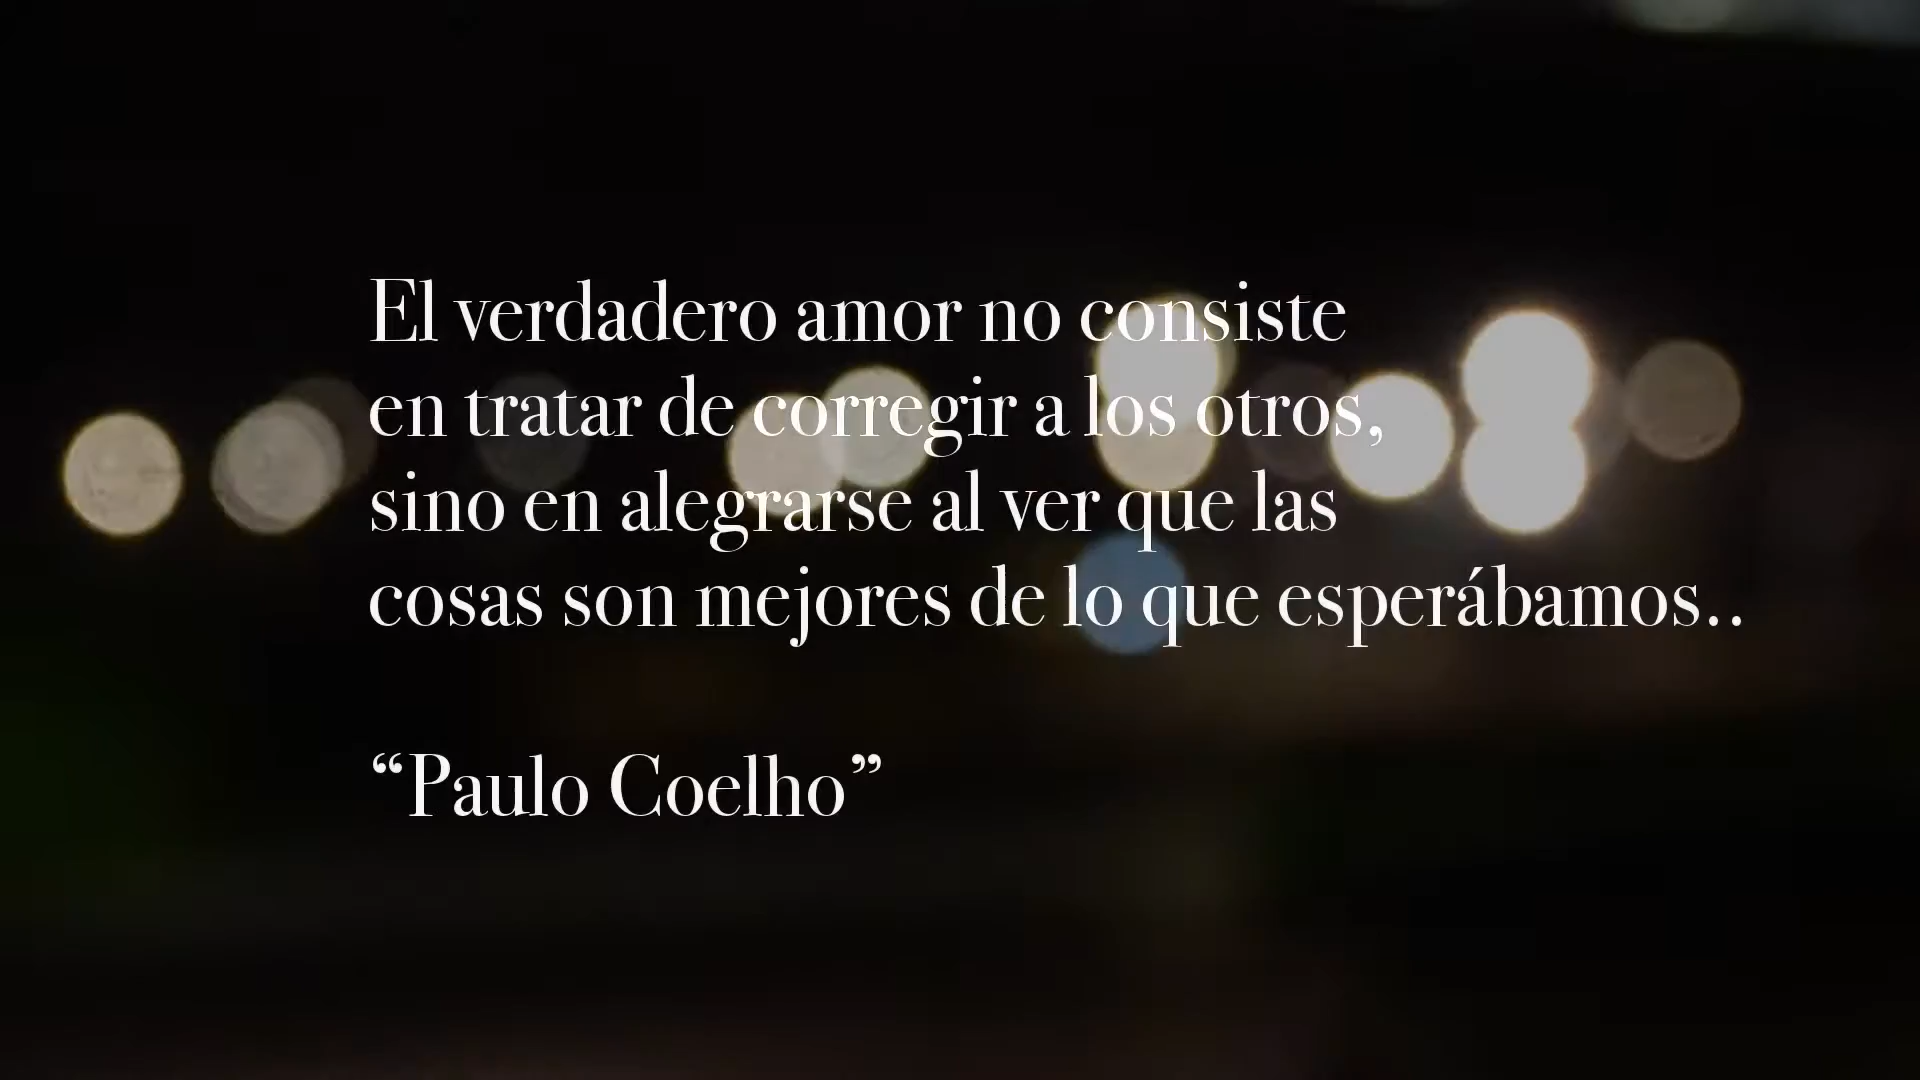 El verdadero amor no consiste
en tratar de corregir a los otros,
sino en alegrarse al ver que las
cosas son mejores de lo que esperábamos..
“Paulo Coelho”